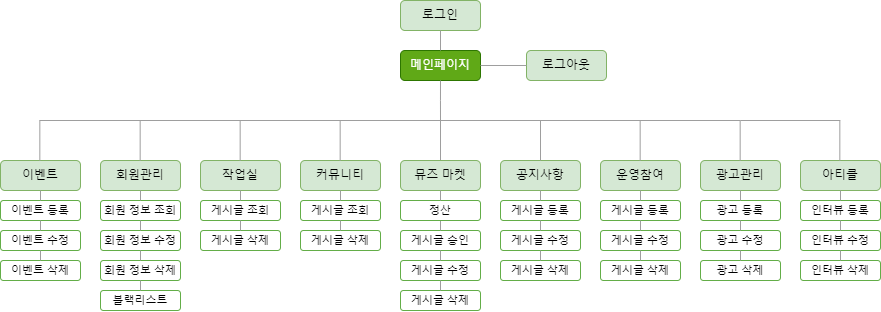 로그인
메인페이지
로그아웃
이벤트
회원관리
작업실
커뮤니티
뮤즈 마켓
공지사항
운영참여
광고관리
아티클
이벤트 등록
회원 정보 조회
게시글 조회
게시글 조회
정산
게시글 등록
게시글 등록
광고 등록
인터뷰 등록
이벤트 수정
회원 정보 수정
게시글 삭제
게시글 삭제
게시글 승인
게시글 수정
게시글 수정
광고 수정
인터뷰 수정
이벤트 삭제
회원 정보 삭제
게시글 수정
게시글 삭제
게시글 삭제
광고 삭제
인터뷰 삭제
블랙리스트
게시글 삭제